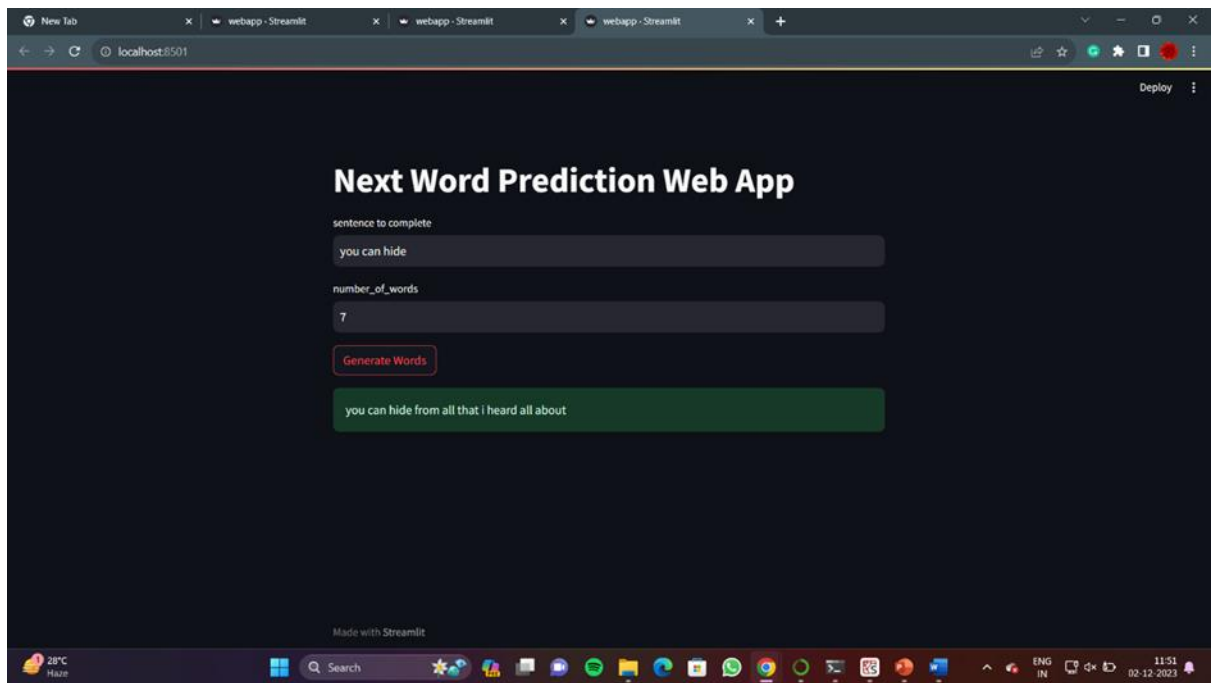 New Tab
webapp · Streamlit
webapp · Streamlit
webapp · Streamlit
localhost:8501
Deploy
Next Word Prediction Web App
sentence to complete
you can hide
number_of_words
7
Generate Words
you can hide from all that i heard all about
Made with Streamlit
1
28°C
Haze
Search
ENG
IN
11:51
02-12-2023